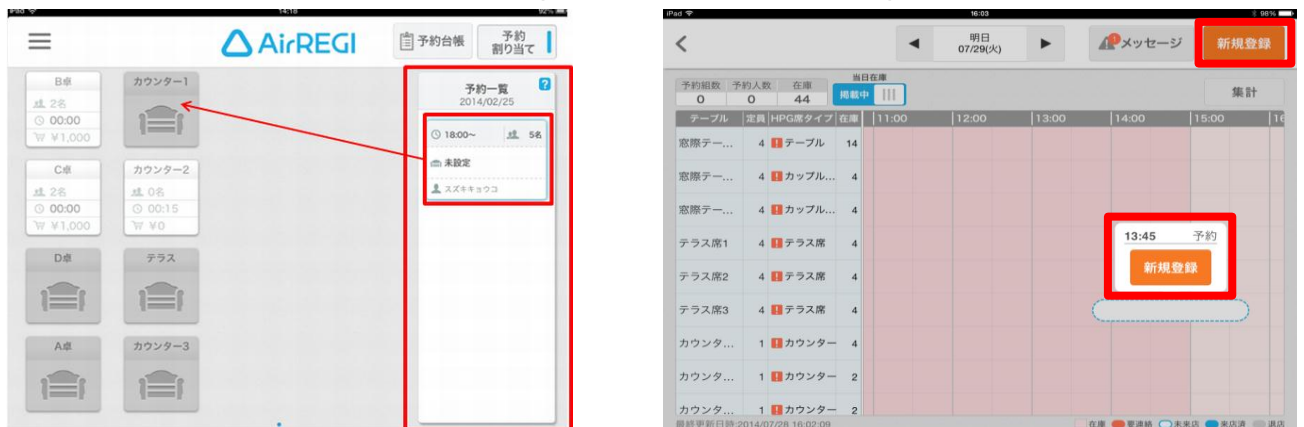 iPad
14:18
92%
AirREGI
予約台帳
予約
割り当て
B卓
2名
00:00
¥1,000
カウンター1
C卓
2名
00:00
¥1,000
カウンター2
0名
00:15
¥0
D卓
テラス
A卓
カウンター3
予約一覧
?
2014/02/25
18:00~ 5名
未設定
スズキキョウコ
iPad
16:03
98%
<
◀ 明日 ▶
07/29(火)
メッセージ
新規登録
予約組数 予約人数 在庫
0 0 44
当日在庫
掲載中
集計
テーブル 定員 HPG席タイプ 在庫 11:00 12:00 13:00 14:00 15:00 16
窓際テー... 4 ! テーブル 14
窓際テー... 4 ! カップル... 4
窓際テー... 4 ! カップル... 4
テラス席1 4 ! テラス席 4
テラス席2 4 ! テラス席 4
テラス席3 4 ! テラス席 4
カウンタ... 1 ! カウンター 4
カウンタ... 1 ! カウンター 2
カウンタ... 1 ! カウンター 2
13:45 予約
新規登録
最終更新日時:2014/07/28 16:02:09
在庫 要連絡 未来店 来店済 退店